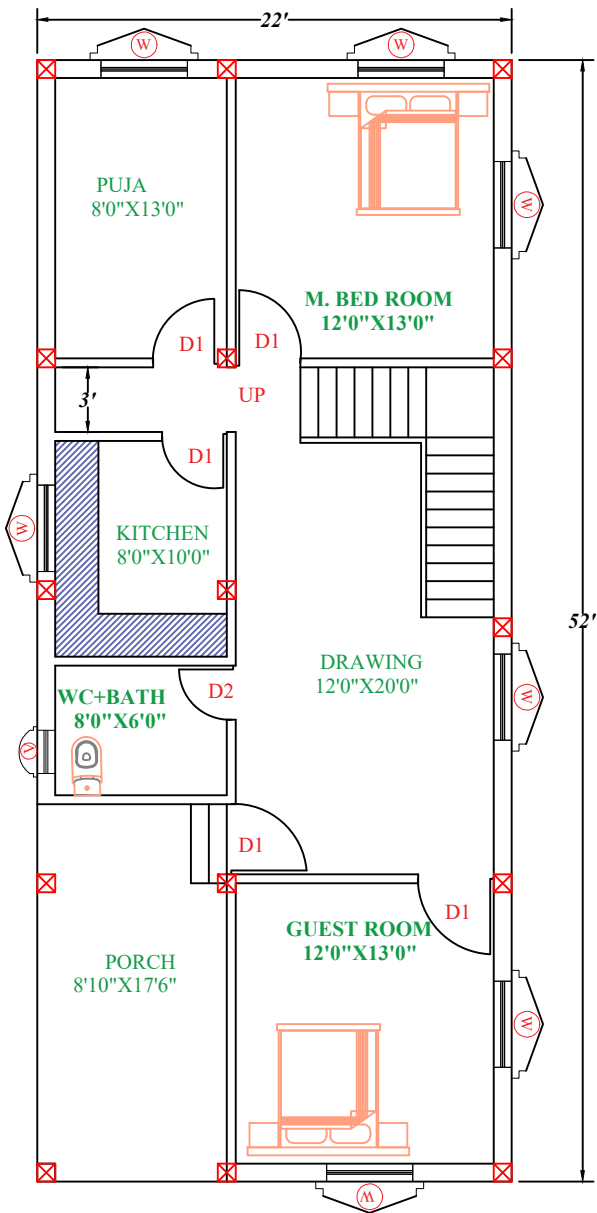 22'
W
W
PUJA
8'0"X13'0"
W
M. BED ROOM
12'0"X13'0"
D1
D1
UP
3'
D1
W
KITCHEN
8'0"X10'0"
52'
DRAWING
12'0"X20'0"
WC+BATH
8'0"X6'0"
D2
W
V
D1
D1
GUEST ROOM
12'0"X13'0"
PORCH
8'10"X17'6"
W
W